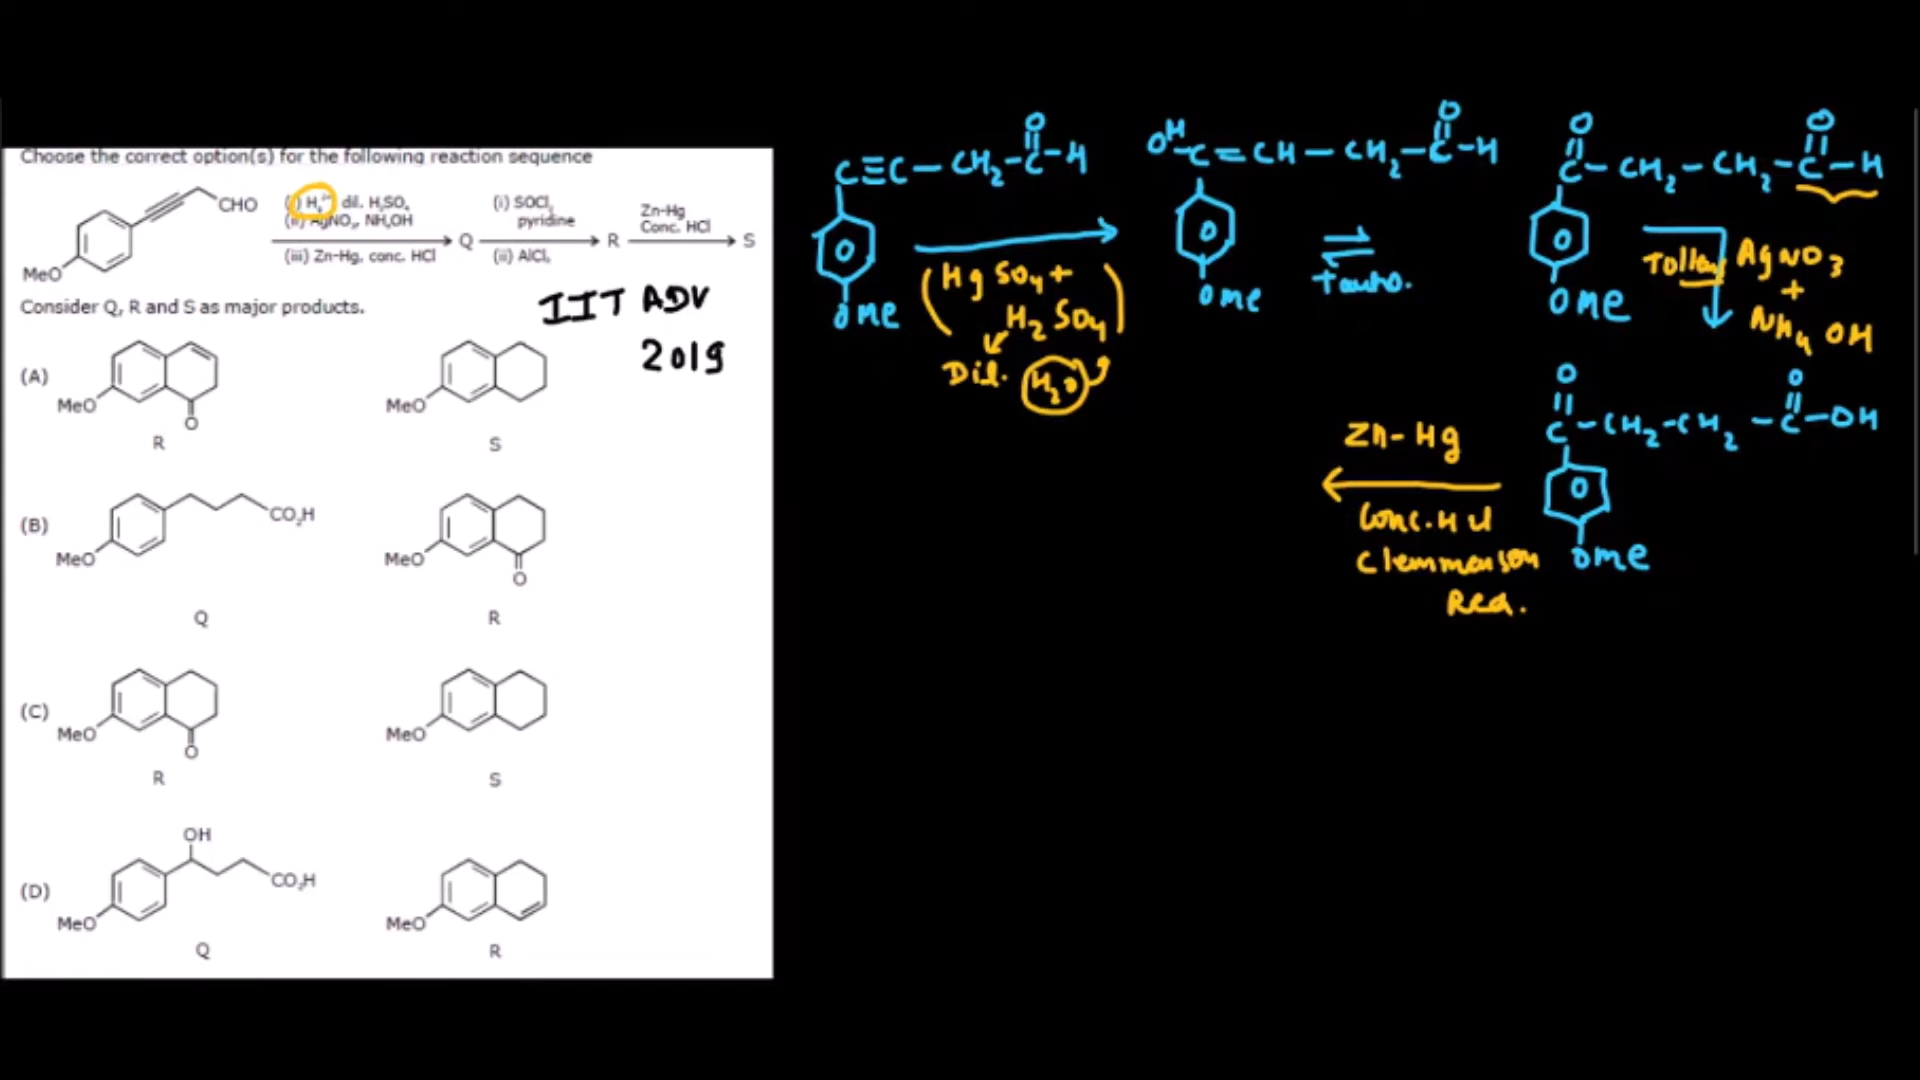 Choose the correct option(s) for the following reaction sequence
CHO
MeO
(i) H₉²⁺ dil. H₂SO₄
(ii) AgNO₃, NH₄OH
(iii) Zn-Hg, conc. HCl
Q
(i) SOCl₂
pyridine
(ii) AlCl₃
R
Zn-Hg
Conc. HCl
S
Consider Q, R and S as major products.
IIT ADV
2019
(A)
MeO
O
R
MeO
S
(B)
MeO
CO₂H
Q
MeO
O
R
(C)
MeO
O
R
MeO
S
(D)
OH
MeO
CO₂H
Q
MeO
R
C≡C-CH₂-C-H
O
O
OMe
(HgSO₄+
H₂SO₄)
Dil. H₂O
OH
C=CH-CH₂-C-H
O
O
OMe
⇌
Tauto.
O
O
C-CH₂-CH₂-C-H
O
OMe
Tollen
AgNO₃
+
NH₄OH
O
O
C-CH₂-CH₂-C-OH
O
OMe
Zn-Hg
Conc. HCl
Clemmenson
Red.